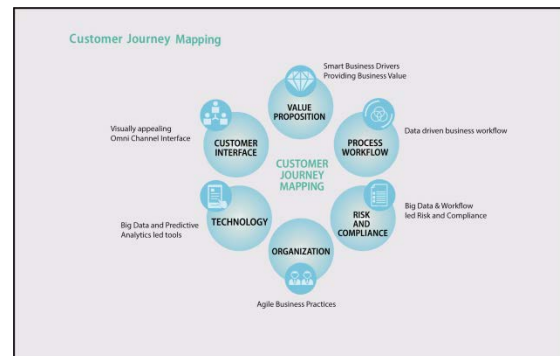 Customer Journey Mapping
Smart Business Drivers
Providing Business Value
VALUE
PROPOSITION
Visually appealing
Omni Channel Interface
CUSTOMER
INTERFACE
PROCESS
WORKFLOW
Data driven business workflow
CUSTOMER
JOURNEY
MAPPING
Big Data and Predictive
Analytics led tools
TECHNOLOGY
RISK
AND
COMPLIANCE
Big Data & Workflow
led Risk and Compliance
ORGANIZATION
Agile Business Practices